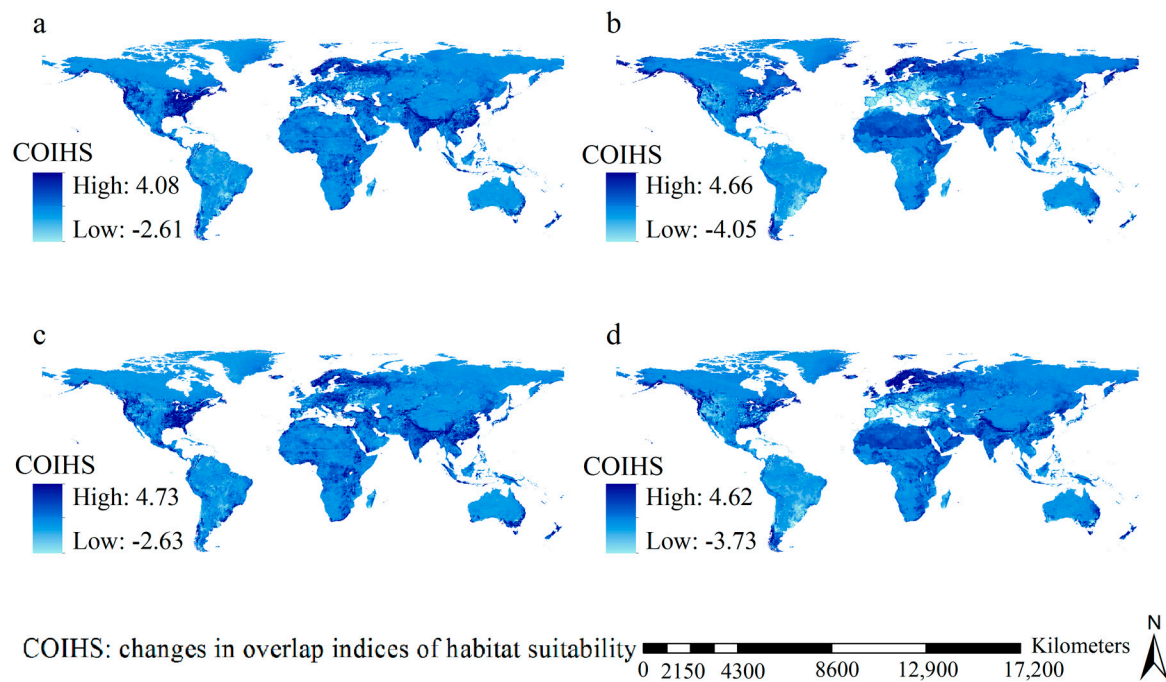 a
COIHS
High: 4.08
Low: -2.61
b
COIHS
High: 4.66
Low: -4.05
c
COIHS
High: 4.73
Low: -2.63
d
COIHS
High: 4.62
Low: -3.73
COIHS: changes in overlap indices of habitat suitability
Kilometers
0 2150 4300 8600 12,900 17,200
N